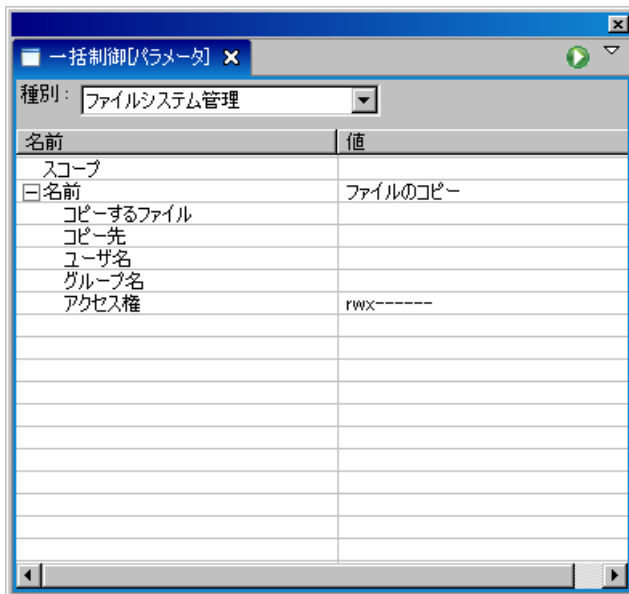 一括制御[パラメータ]
種別： ファイルシステム管理
名前 値
スコープ
名前 ファイルのコピー
コピーするファイル
コピー先
ユーザ名
グループ名
アクセス権 rwx------